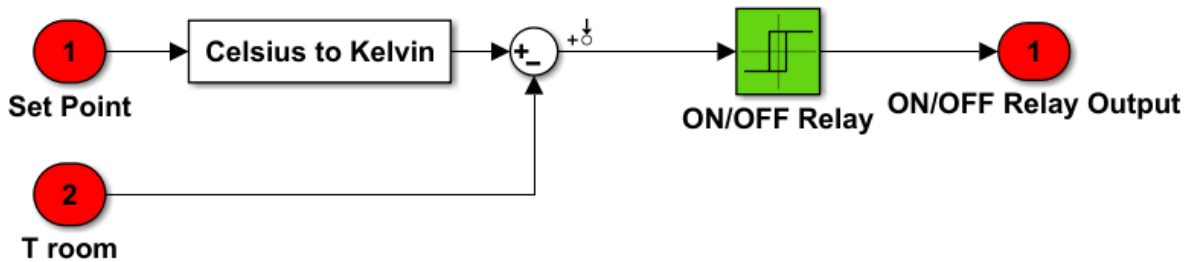 1
Set Point
Celsius to Kelvin
+
−
+
ON/OFF Relay
1
ON/OFF Relay Output
2
T room